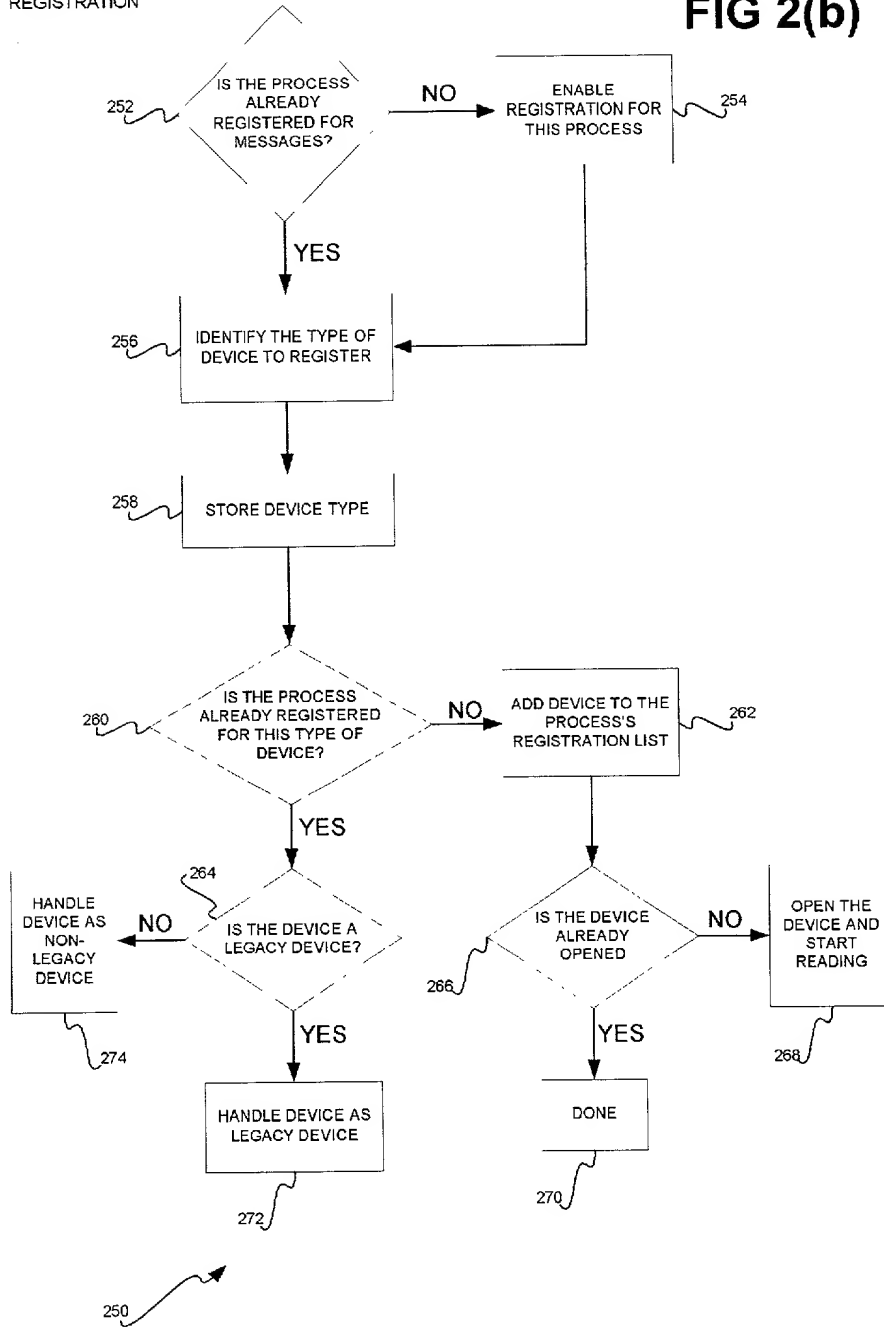 REGISTRATION
FIG 2(b)
252
IS THE PROCESS
ALREADY
REGISTERED FOR
MESSAGES?
NO
ENABLE
REGISTRATION FOR
THIS PROCESS
254
YES
256
IDENTIFY THE TYPE OF
DEVICE TO REGISTER
258
STORE DEVICE TYPE
260
IS THE PROCESS
ALREADY REGISTERED
FOR THIS TYPE OF
DEVICE?
NO
ADD DEVICE TO THE
PROCESS'S
REGISTRATION LIST
262
YES
264
HANDLE
DEVICE AS
NON-
LEGACY
DEVICE
NO
IS THE DEVICE A
LEGACY DEVICE?
266
IS THE DEVICE
ALREADY
OPENED
NO
OPEN THE
DEVICE AND
START
READING
274
YES
YES
268
HANDLE DEVICE AS
LEGACY DEVICE
DONE
272
270
250